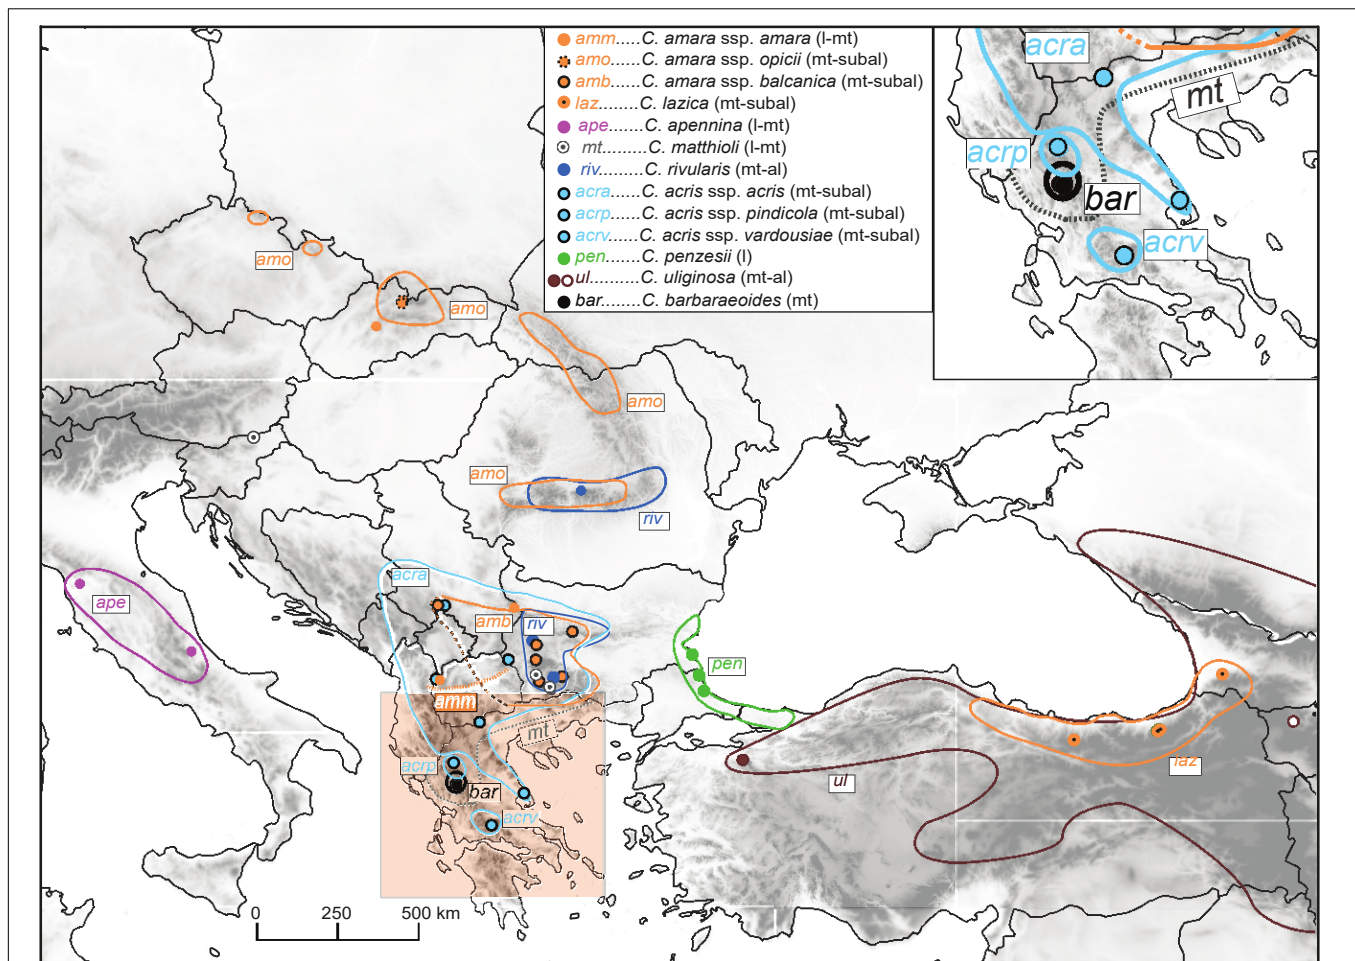 amm.....C. amara ssp. amara (l-mt)
amo.....C. amara ssp. opicii (mt-subal)
amb.....C. amara ssp. balcanica (mt-subal)
laz........C. lazica (mt-subal)
ape.......C. apennina (l-mt)
mt.......C. matthioli (l-mt)
riv.........C. rivularis (mt-al)
acra......C. acris ssp. acris (mt-subal)
acrp......C. acris ssp. pindicola (mt-subal)
acrv......C. acris ssp. vardousiae (mt-subal)
pen........C. penzesii (l)
ul..........C. uliginosa (mt-al)
bar........C. barbaraeoides (mt)
acra
mt
acrp
bar
acrv
amo
amo
amo
amo
riv
acra
ape
amb
riv
pen
amm
mt
acrp
bar
acrv
ul
laz
0 250 500 km